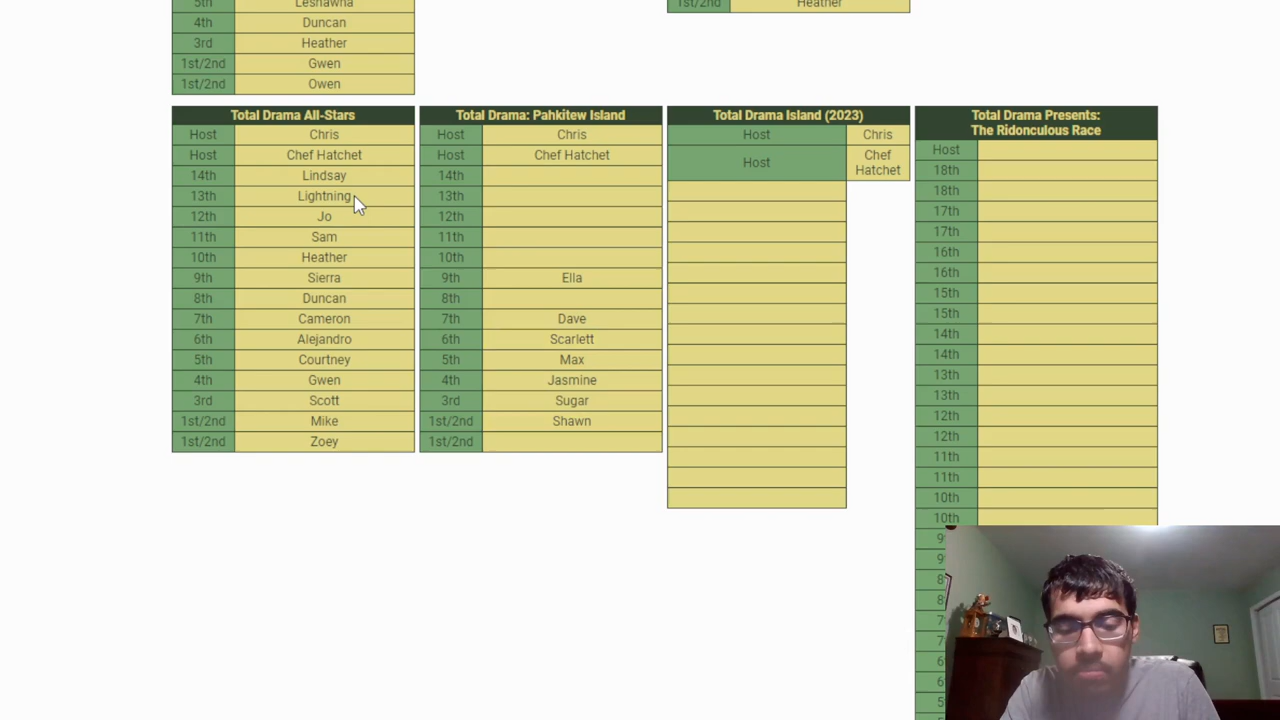 5th Leshawna
4th Duncan
3rd Heather
1st/2nd Gwen
1st/2nd Owen
1st/2nd Heather
Total Drama All-Stars
Host Chris
Host Chef Hatchet
14th Lindsay
13th Lightning
12th Jo
11th Sam
10th Heather
9th Sierra
8th Duncan
7th Cameron
6th Alejandro
5th Courtney
4th Gwen
3rd Scott
1st/2nd Mike
1st/2nd Zoey
Total Drama: Pahkitew Island
Host Chris
Host Chef Hatchet
14th
13th
12th
11th
10th
9th Ella
8th
7th Dave
6th Scarlett
5th Max
4th Jasmine
3rd Sugar
1st/2nd Shawn
1st/2nd
Total Drama Island (2023)
Host Chris
Host Chef
Hatchet
Total Drama Presents:
The Ridonculous Race
Host
18th
18th
17th
17th
16th
16th
15th
15th
14th
14th
13th
13th
12th
12th
11th
11th
10th
10th